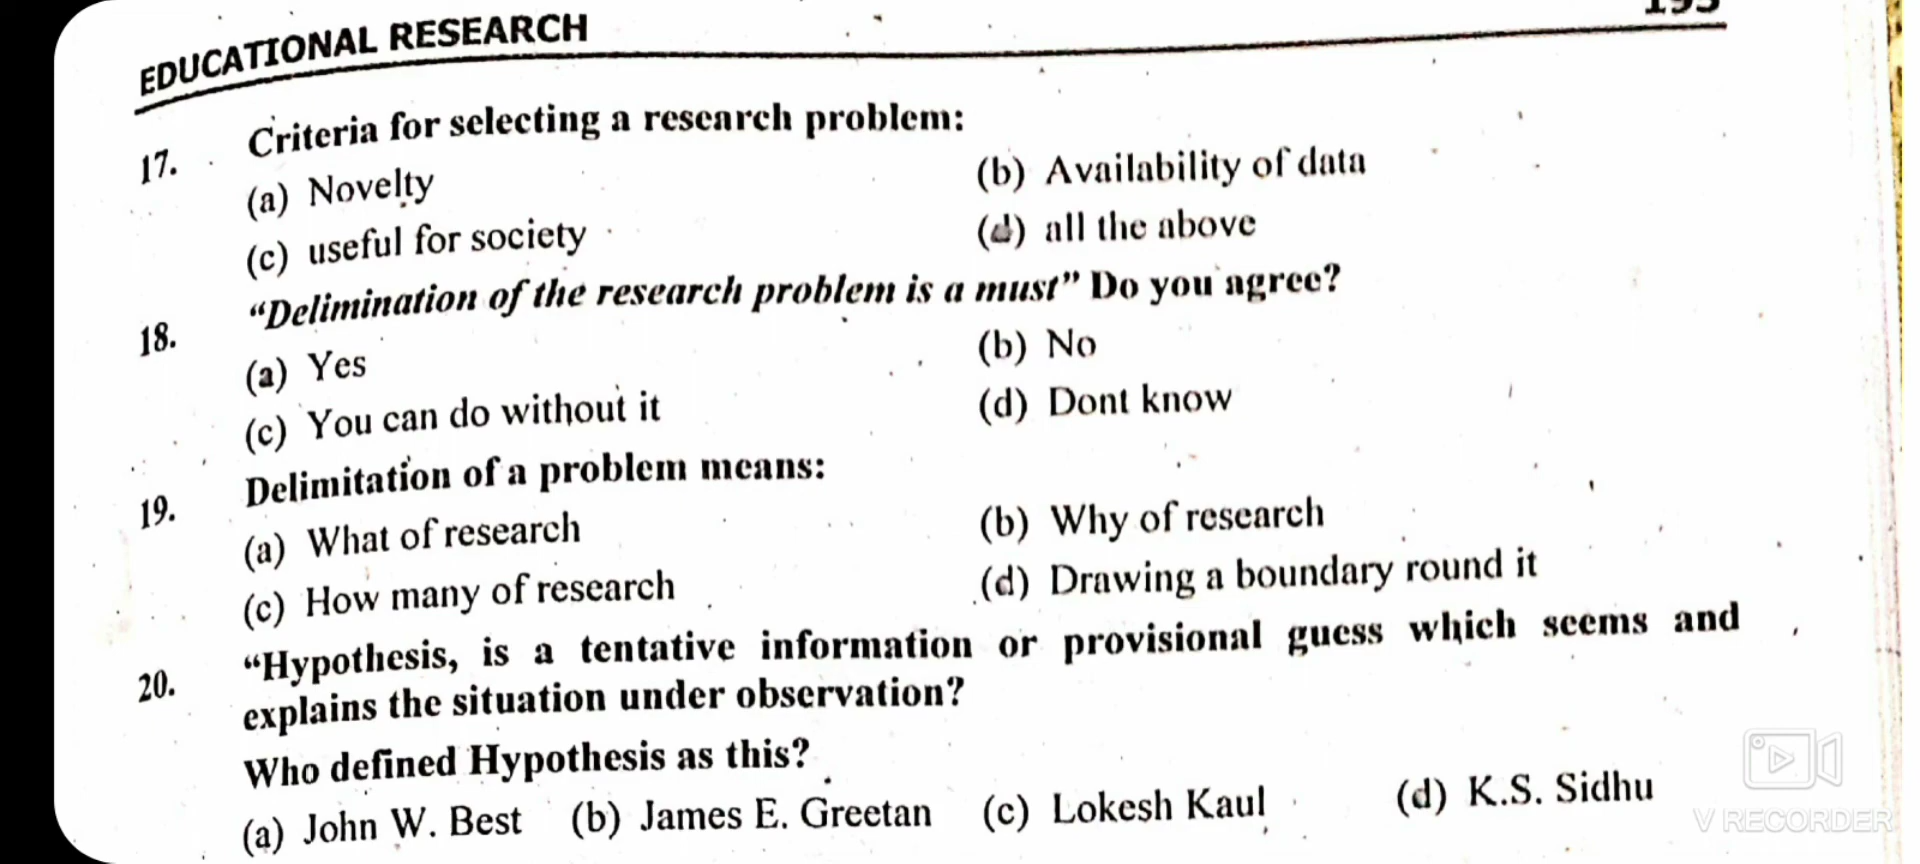 EDUCATIONAL RESEARCH
17. Criteria for selecting a research problem:
(a) Novelty (b) Availability of data
(c) useful for society (d) all the above
18. “Delimination of the research problem is a must” Do you agree?
(a) Yes (b) No
(c) You can do without it (d) Dont know
19. Delimitation of a problem means:
(a) What of research (b) Why of research
(c) How many of research (d) Drawing a boundary round it
20. “Hypothesis, is a tentative information or provisional guess which seems and
explains the situation under observation?
Who defined Hypothesis as this?
(a) John W. Best (b) James E. Greetan (c) Lokesh Kaul (d) K.S. Sidhu
V RECORDER